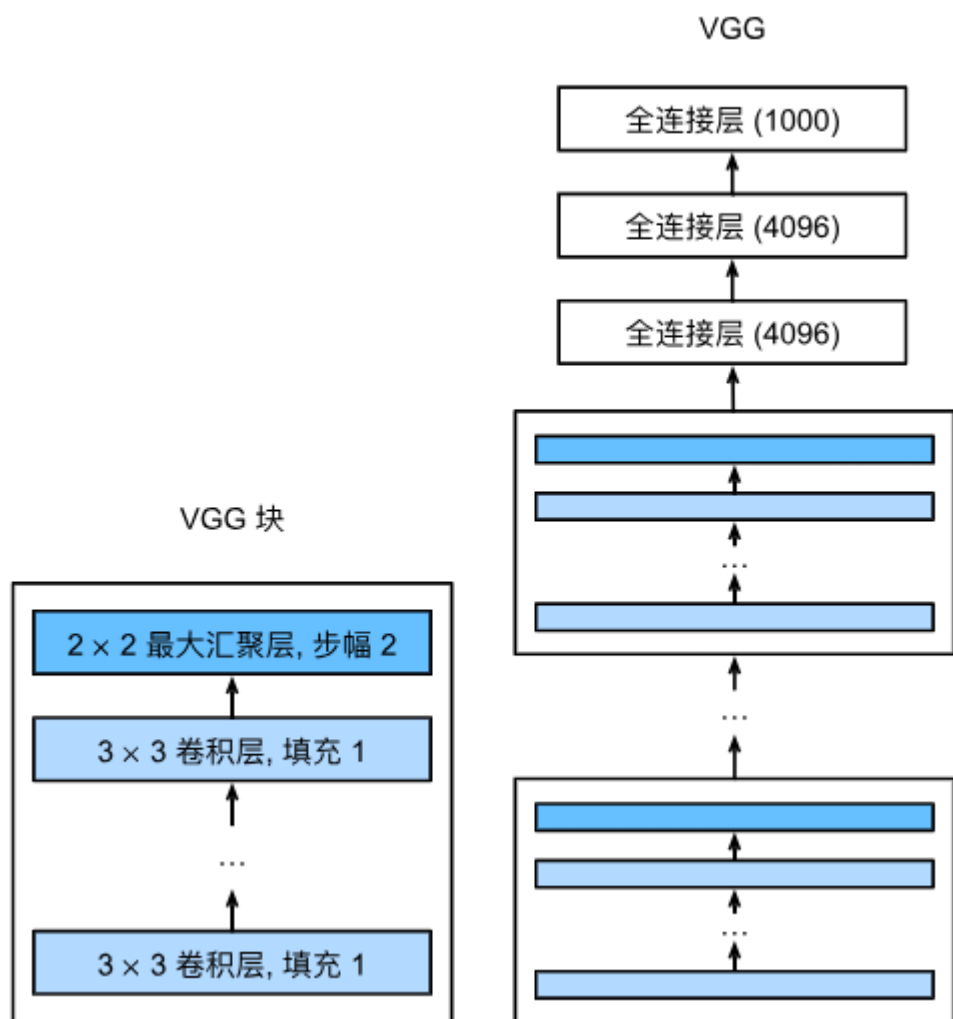 VGG
全连接层 (1000)
全连接层 (4096)
全连接层 (4096)
...
...
...
VGG 块
2 × 2 最大汇聚层, 步幅 2
3 × 3 卷积层, 填充 1
...
3 × 3 卷积层, 填充 1